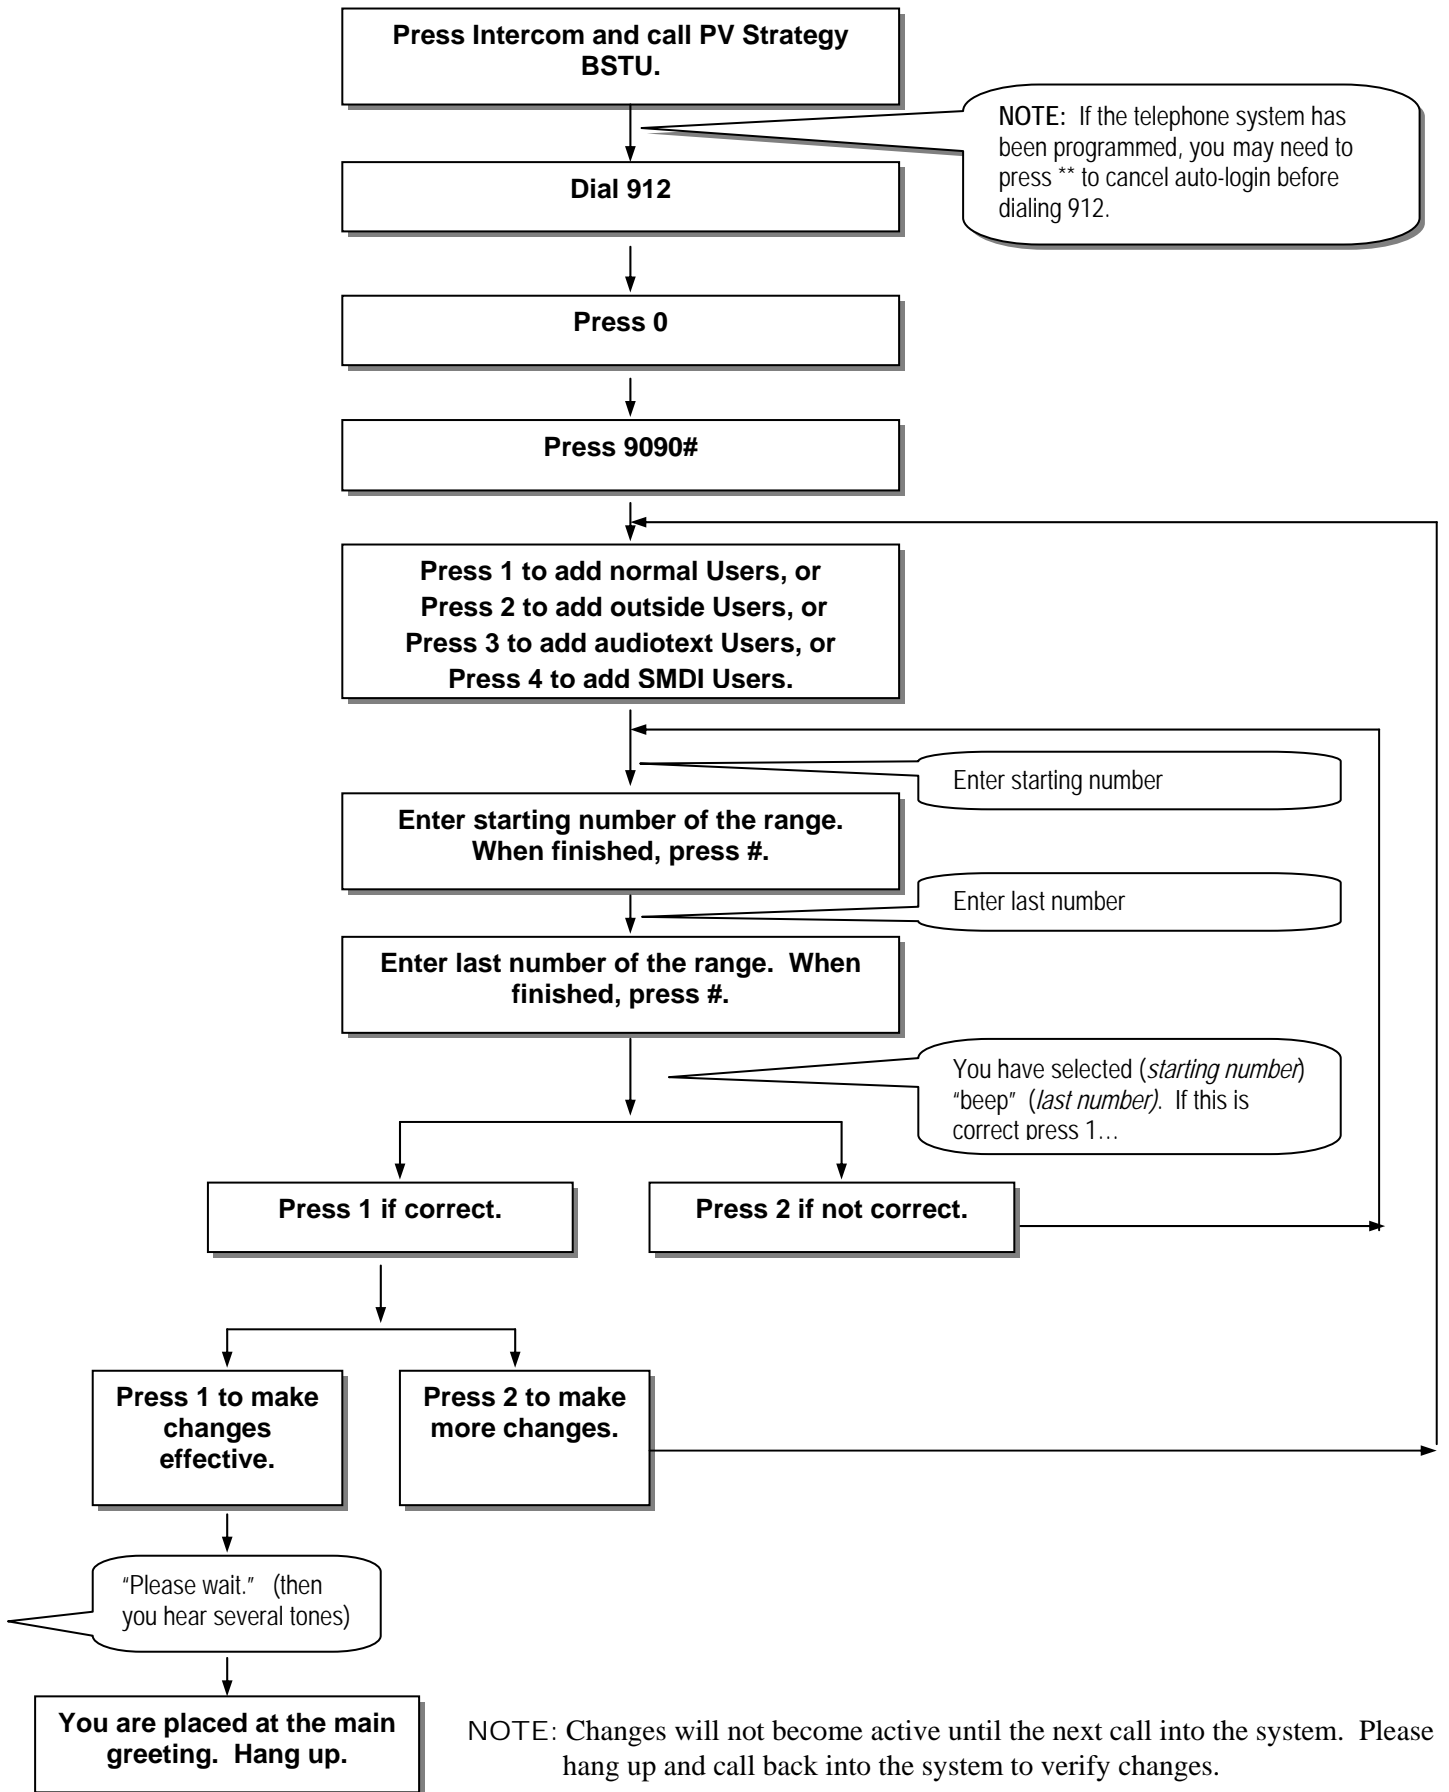 Press Intercom and call PV Strategy
BSTU.
NOTE: If the telephone system has
been programmed, you may need to
press ** to cancel auto-login before
dialing 912.
Dial 912
Press 0
Press 9090#
Press 1 to add normal Users, or
Press 2 to add outside Users, or
Press 3 to add audiotext Users, or
Press 4 to add SMDI Users.
Enter starting number
Enter starting number of the range.
When finished, press #.
Enter last number
Enter last number of the range. When
finished, press #.
You have selected (starting number)
"beep" (last number). If this is
correct press 1…
Press 1 if correct.
Press 2 if not correct.
Press 1 to make
changes
effective.
Press 2 to make
more changes.
"Please wait." (then
you hear several tones)
You are placed at the main
greeting. Hang up.
NOTE: Changes will not become active until the next call into the system. Please
hang up and call back into the system to verify changes.